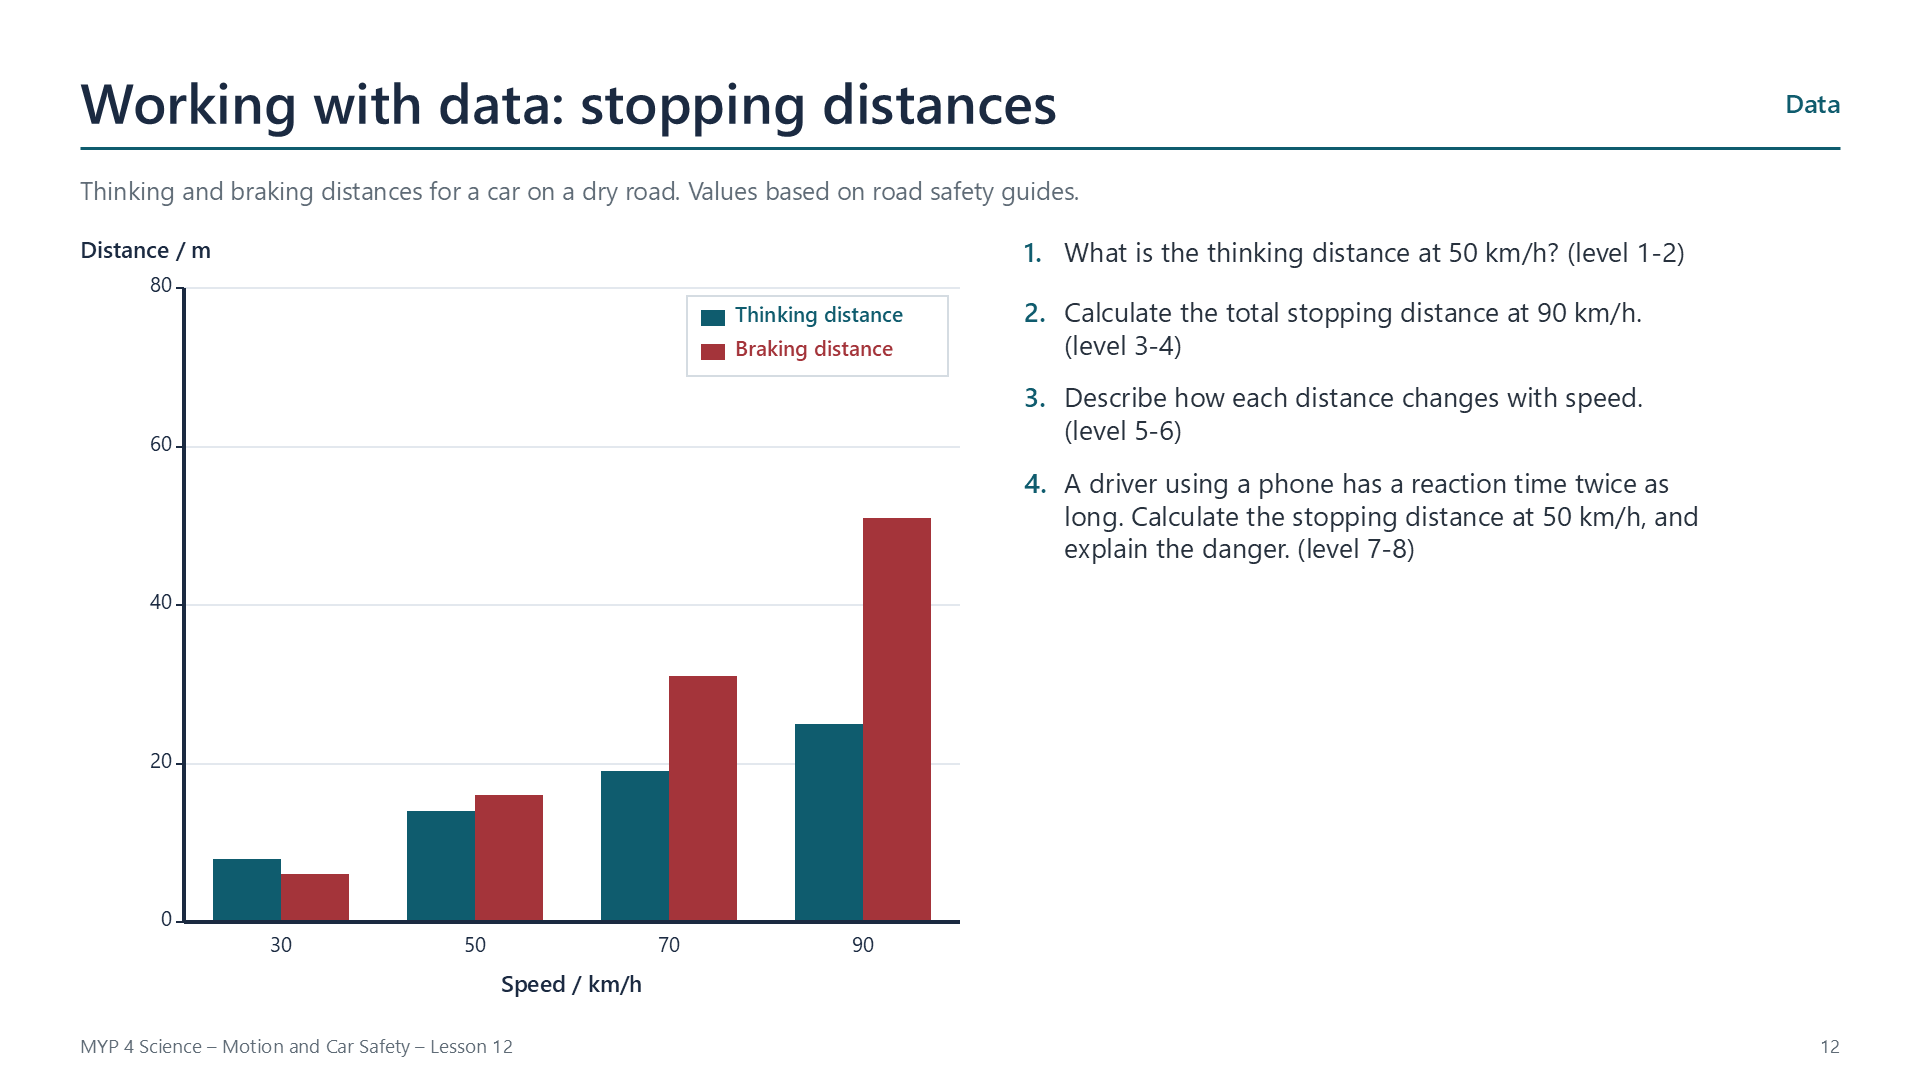 Working with data: stopping distances
Data
Thinking and braking distances for a car on a dry road. Values based on road safety guides.
Distance / m
80
60
40
20
0
Thinking distance
Braking distance
30
50
70
90
Speed / km/h
1. What is the thinking distance at 50 km/h? (level 1-2)
2. Calculate the total stopping distance at 90 km/h.
(level 3-4)
3. Describe how each distance changes with speed.
(level 5-6)
4. A driver using a phone has a reaction time twice as
long. Calculate the stopping distance at 50 km/h, and
explain the danger. (level 7-8)
MYP 4 Science – Motion and Car Safety – Lesson 12
12